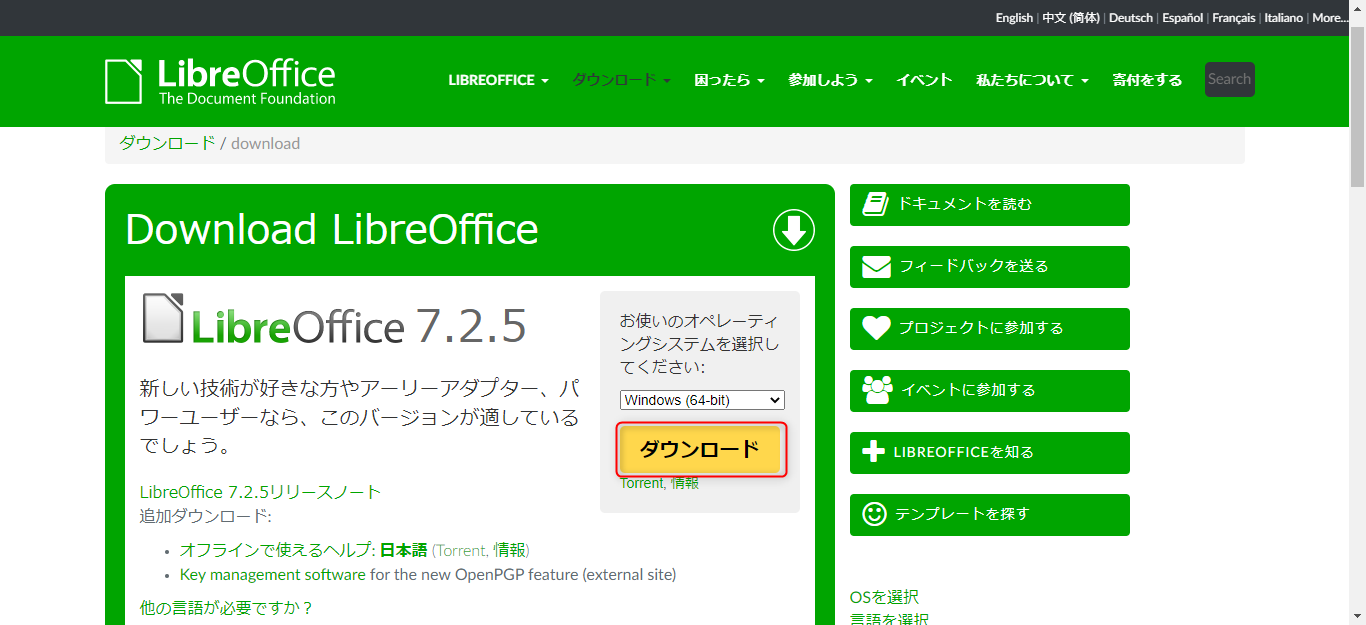 English | 中文 (简体) | Deutsch | Español | Français | Italiano | More...
LibreOffice
The Document Foundation
LIBREOFFICE ダウンロード 困ったら 参加しよう イベント 私たちについて 寄付をする Search
ダウンロード / download
Download LibreOffice
LibreOffice 7.2.5
新しい技術が好きな方やアーリーアダプター、パ
ワーユーザーなら、このバージョンが適している
でしょう。
LibreOffice 7.2.5リリースノート
追加ダウンロード:
• オフラインで使えるヘルプ: 日本語 (Torrent, 情報)
• Key management software for the new OpenPGP feature (external site)
他の言語が必要ですか？
お使いのオペレーティ
ングシステムを選択し
てください:
Windows (64-bit)
ダウンロード
Torrent, 情報
ドキュメントを読む
フィードバックを送る
プロジェクトに参加する
イベントに参加する
LIBREOFFICEを知る
テンプレートを探す
OSを選択
言語を選択